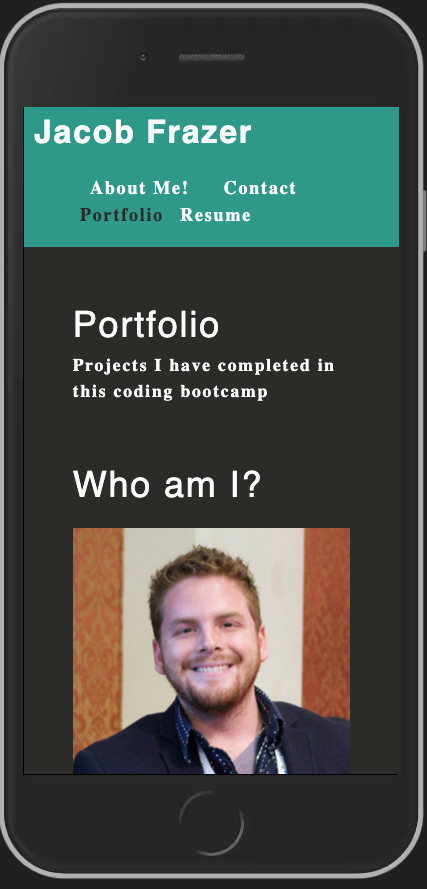 Jacob Frazer
About Me! Contact
Portfolio Resume
Portfolio
Projects I have completed in
this coding bootcamp
Who am I?